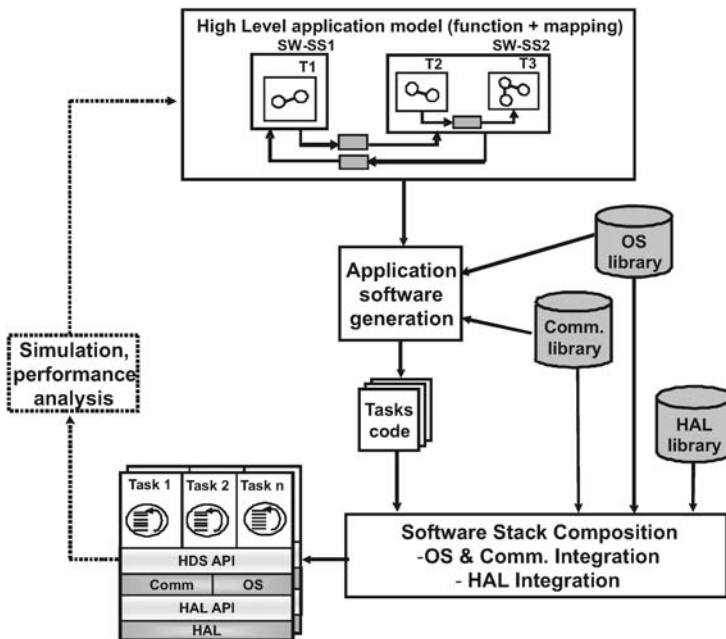 High Level application model (function + mapping)
SW-SS1
SW-SS2
T1
T2
T3
OS
library
Application
software
generation
Comm.
library
Simulation,
performance
analysis
Tasks
code
HAL
library
Task 1
Task 2
Task n
Software Stack Composition
-OS & Comm. Integration
- HAL Integration
HDS API
Comm
OS
HAL API
HAL